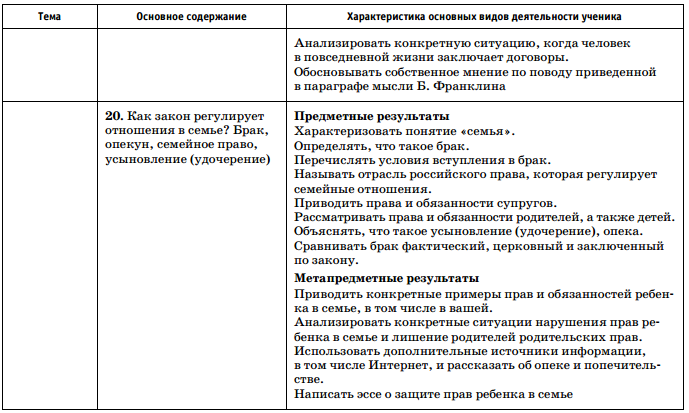 Тема
Основное содержание
Характеристика основных видов деятельности ученика
Анализировать конкретную ситуацию, когда человек
в повседневной жизни заключает договоры.
Обосновывать собственное мнение по поводу приведенной
в параграфе мысли Б. Франклина
20. Как закон регулирует
отношения в семье? Брак,
опекун, семейное право,
усыновление (удочерение)
Предметные результаты
Характеризовать понятие «семья».
Определять, что такое брак.
Перечислять условия вступления в брак.
Называть отрасль российского права, которая регулирует
семейные отношения.
Приводить права и обязанности супругов.
Рассматривать права и обязанности родителей, а также детей.
Объяснять, что такое усыновление (удочерение), опека.
Сравнивать брак фактический, церковный и заключенный
по закону.
Метапредметные результаты
Приводить конкретные примеры прав и обязанностей ребен-
ка в семье, в том числе в вашей.
Анализировать конкретные ситуации нарушения прав ре-
бенка в семье и лишение родителей родительских прав.
Использовать дополнительные источники информации,
в том числе Интернет, и рассказать об опеке и попечитель-
стве.
Написать эссе о защите прав ребенка в семье